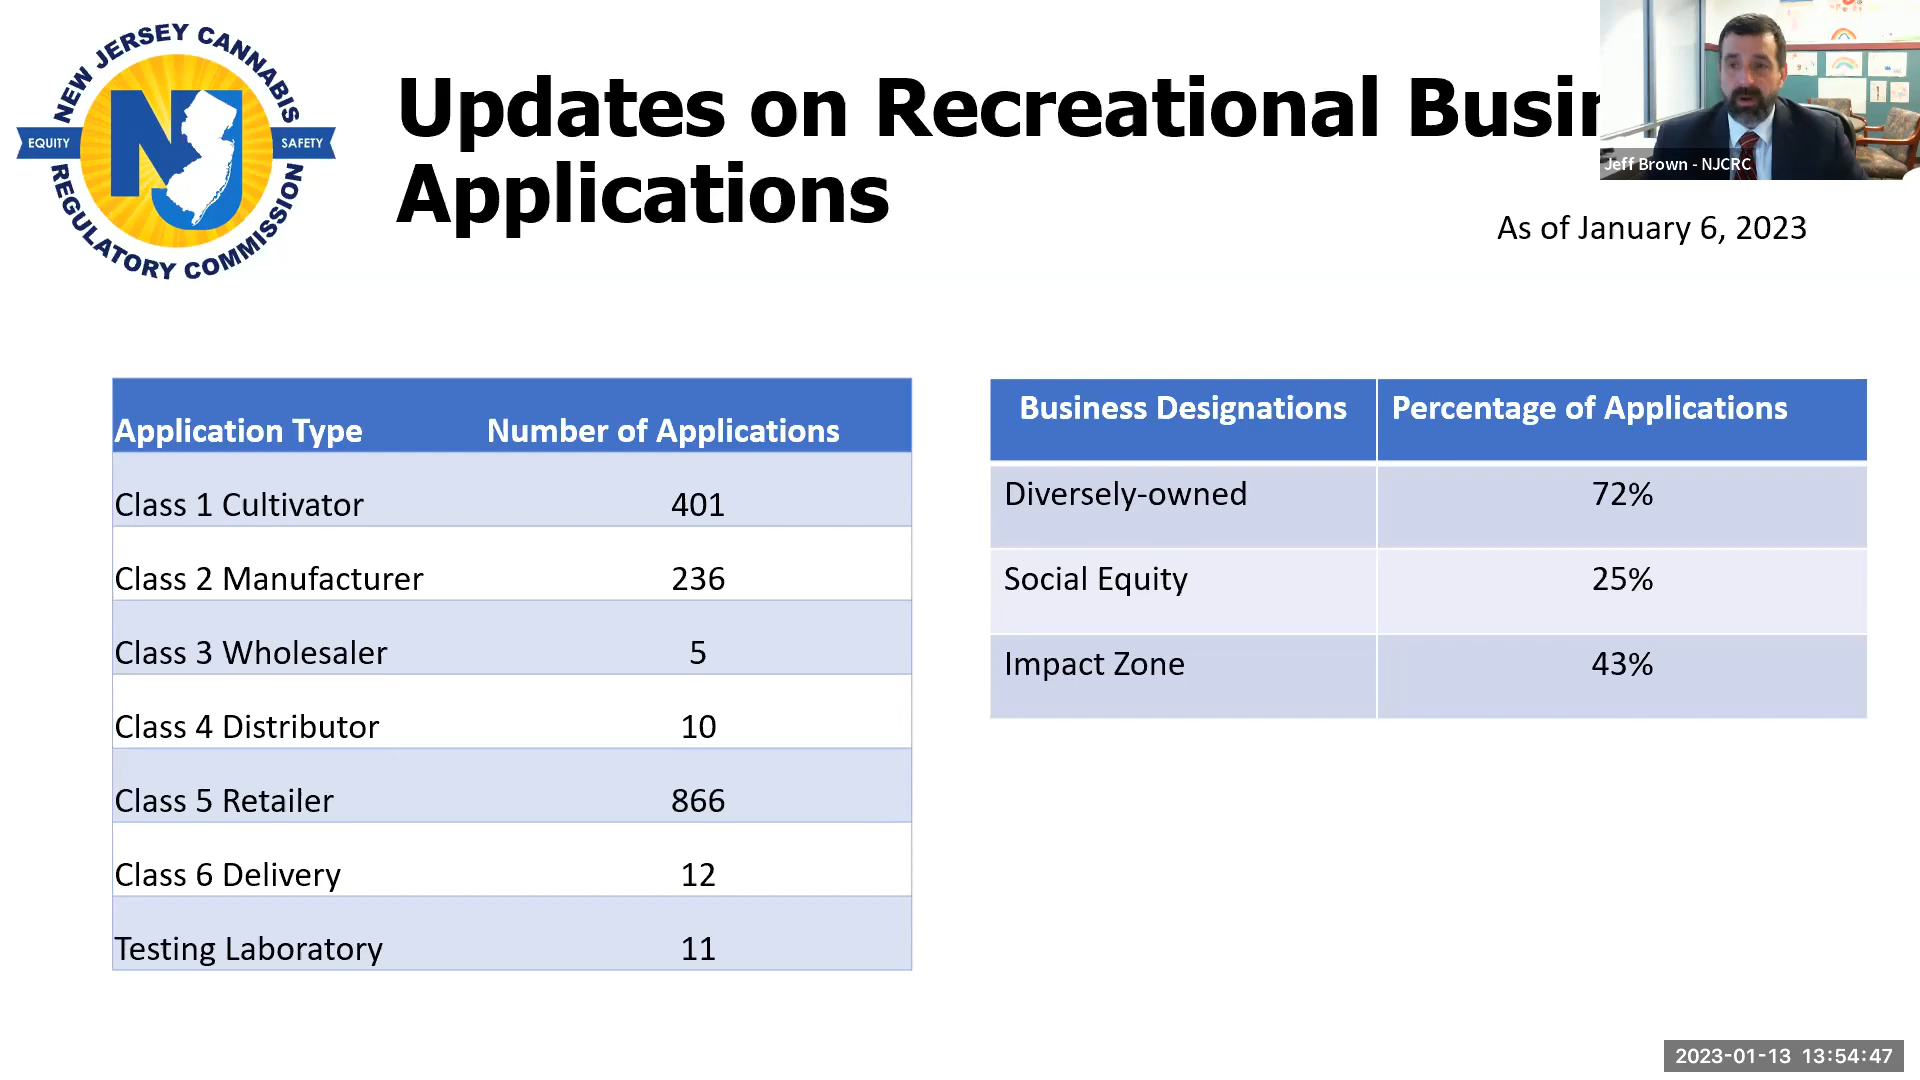 NEW JERSEY CANNABIS
EQUITY
NJ
SAFETY
REGULATORY COMMISSION
Updates on Recreational Busin
Applications
Jeff Brown - NJCRC
As of January 6, 2023
Application Type Number of Applications
Class 1 Cultivator 401
Class 2 Manufacturer 236
Class 3 Wholesaler 5
Class 4 Distributor 10
Class 5 Retailer 866
Class 6 Delivery 12
Testing Laboratory 11
Business Designations Percentage of Applications
Diversely-owned 72%
Social Equity 25%
Impact Zone 43%
2023-01-13 13:54:47